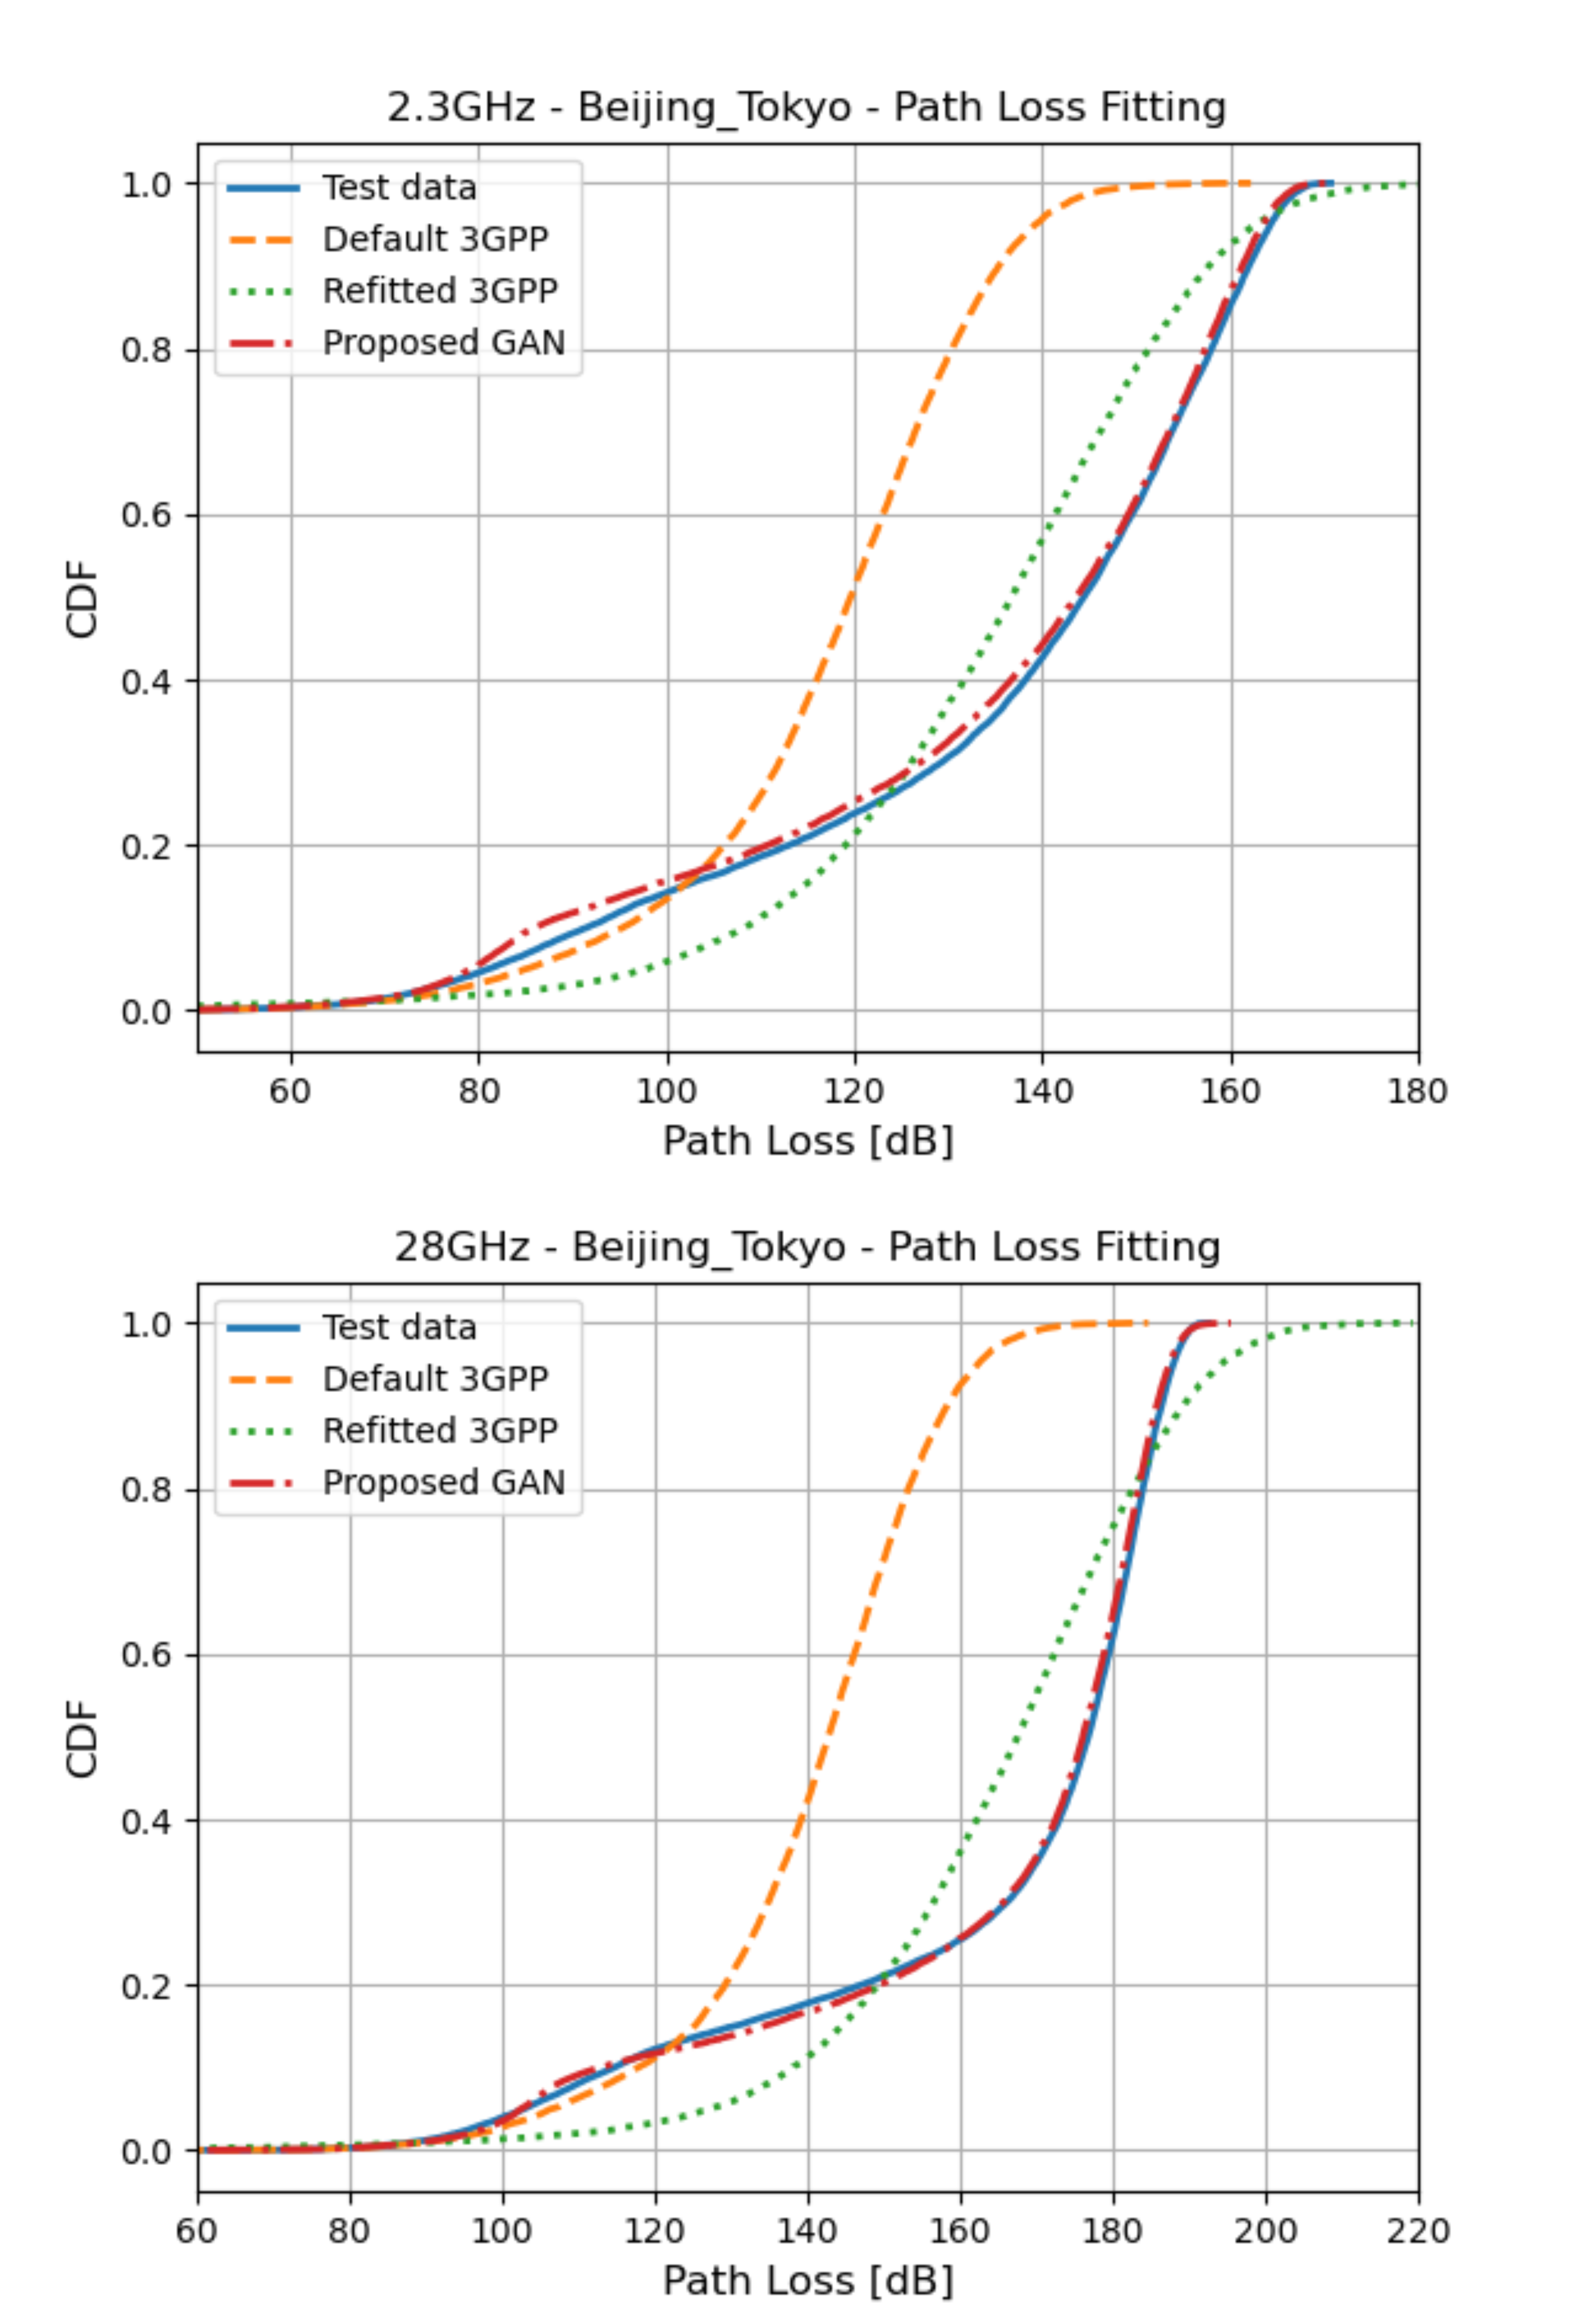 2.3GHz - Beijing_Tokyo - Path Loss Fitting
Test data
Default 3GPP
Refitted 3GPP
Proposed GAN
1.0
0.8
0.6
0.4
0.2
0.0
CDF
60 80 100 120 140 160 180
Path Loss [dB]
28GHz - Beijing_Tokyo - Path Loss Fitting
Test data
Default 3GPP
Refitted 3GPP
Proposed GAN
1.0
0.8
0.6
0.4
0.2
0.0
CDF
60 80 100 120 140 160 180 200 220
Path Loss [dB]